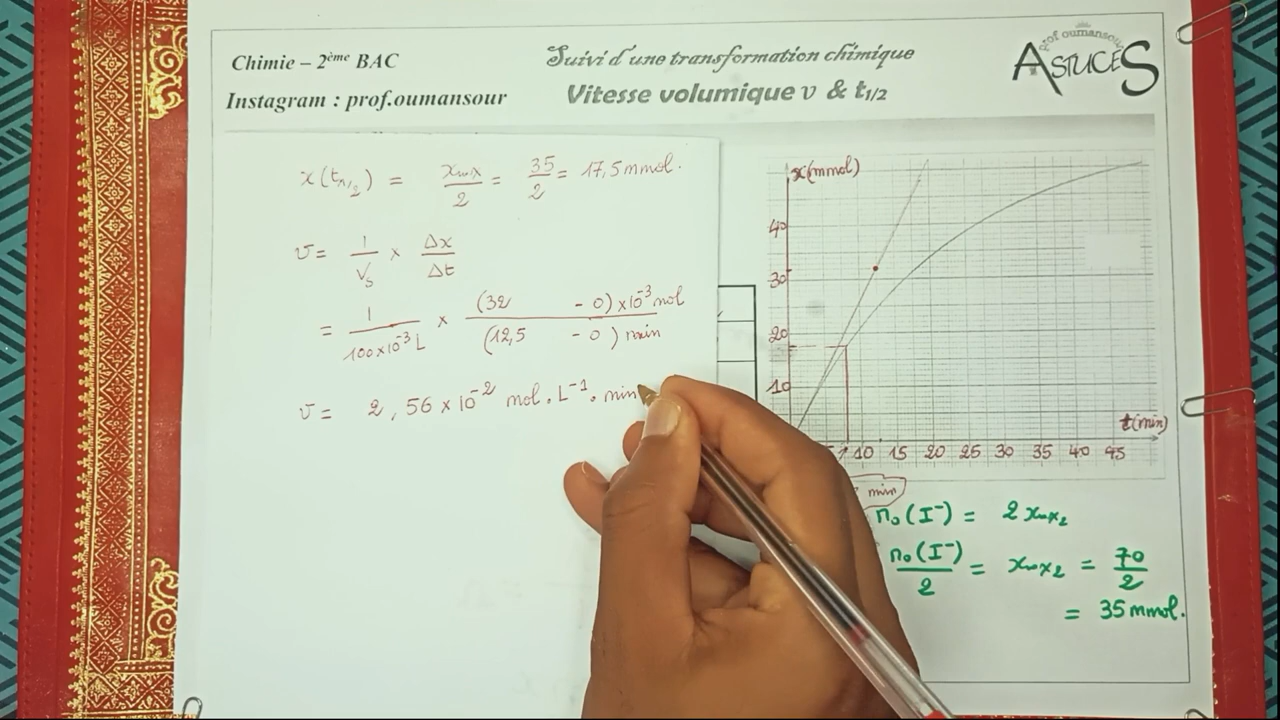 Chimie – 2ème BAC
Instagram : prof.oumansour
Suivi d'une transformation chimique
Vitesse volumique v & t1/2
prof oumansour
ASTUCES
x(t1/2) = xmax/2 = 35/2 = 17,5 mmol.
v = 1/Vs × Δx/Δt
= 1/(100×10⁻³ L) × ((32 - 0)×10⁻³ mol)/((12,5 - 0) min)
v = 2,56 × 10⁻² mol . L⁻¹ . min
x(mmol)
40
30
20
10
t(min)
10 15 20 25 30 35 40 45
min
n₀(I⁻) = 2 xmax₂
n₀(I⁻)/2 = xmax₂ = 70/2
= 35 mmol.